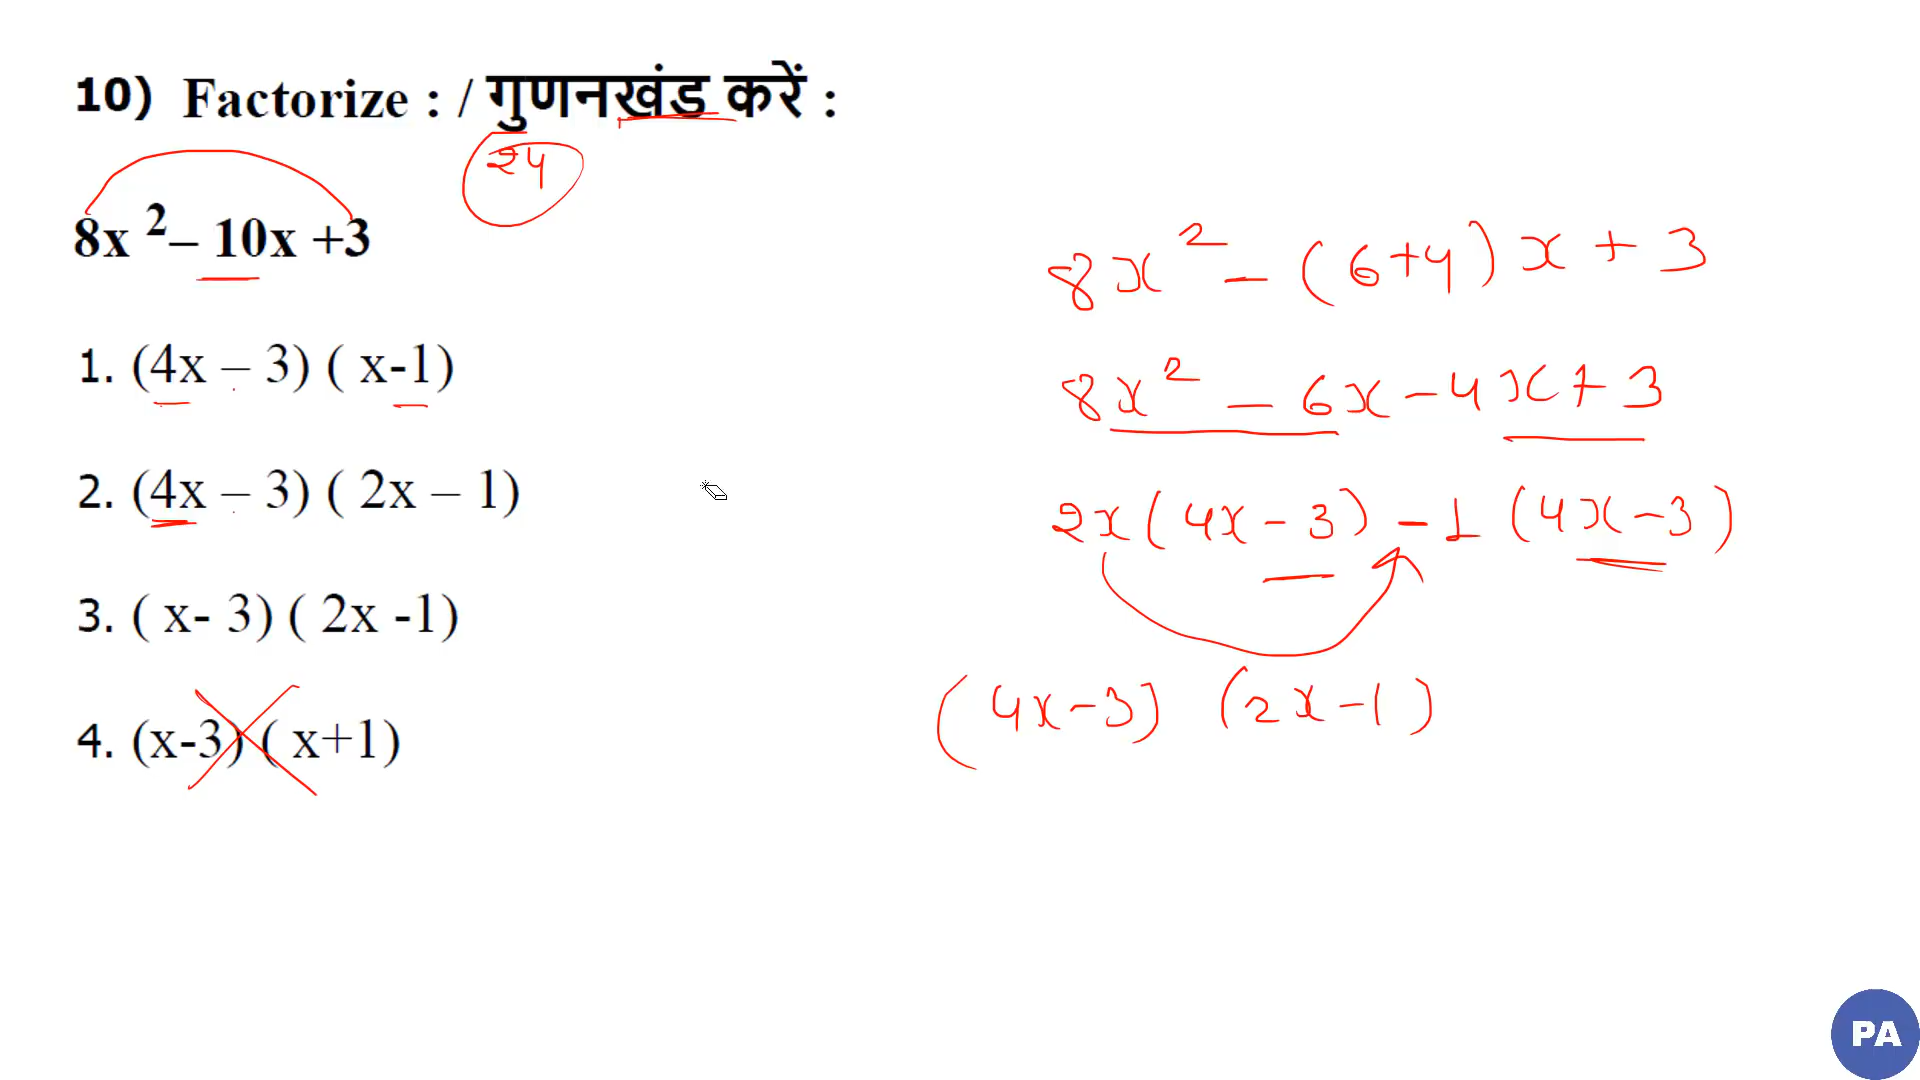 10) Factorize : / गुणनखंड करें :
24
8x ²– 10x +3
1. (4x – 3) ( x-1)
2. (4x – 3) ( 2x – 1)
3. ( x- 3) ( 2x -1)
4. (x-3) ( x+1)
8x² – (6+4) x + 3
8x² – 6x – 4x + 3
2x (4x – 3) – 1 (4x – 3)
(4x – 3) (2x – 1)
PA